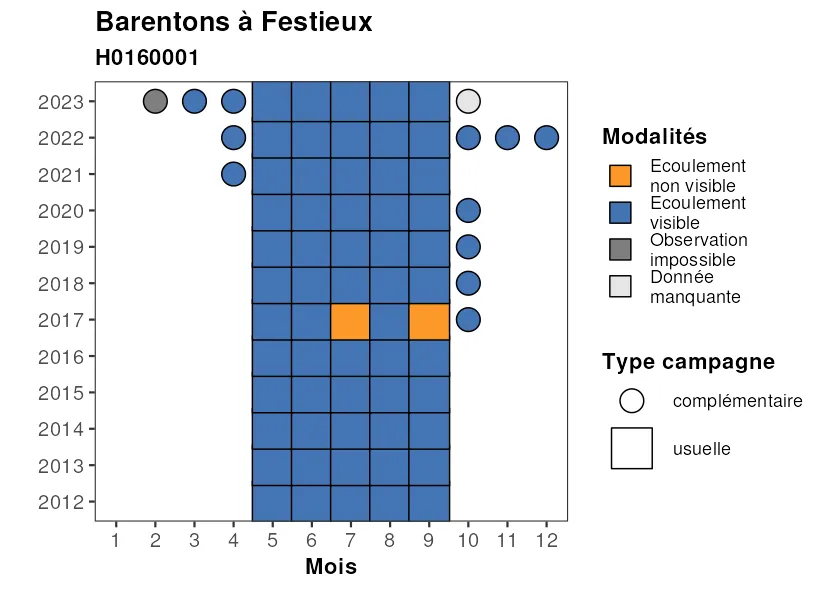 Barentons à Festieux
H0160001
2023
2022
2021
2020
2019
2018
2017
2016
2015
2014
2013
2012
1 2 3 4 5 6 7 8 9 10 11 12
Mois
Modalités
Ecoulement
non visible
Ecoulement
visible
Observation
impossible
Donnée
manquante
Type campagne
complémentaire
usuelle